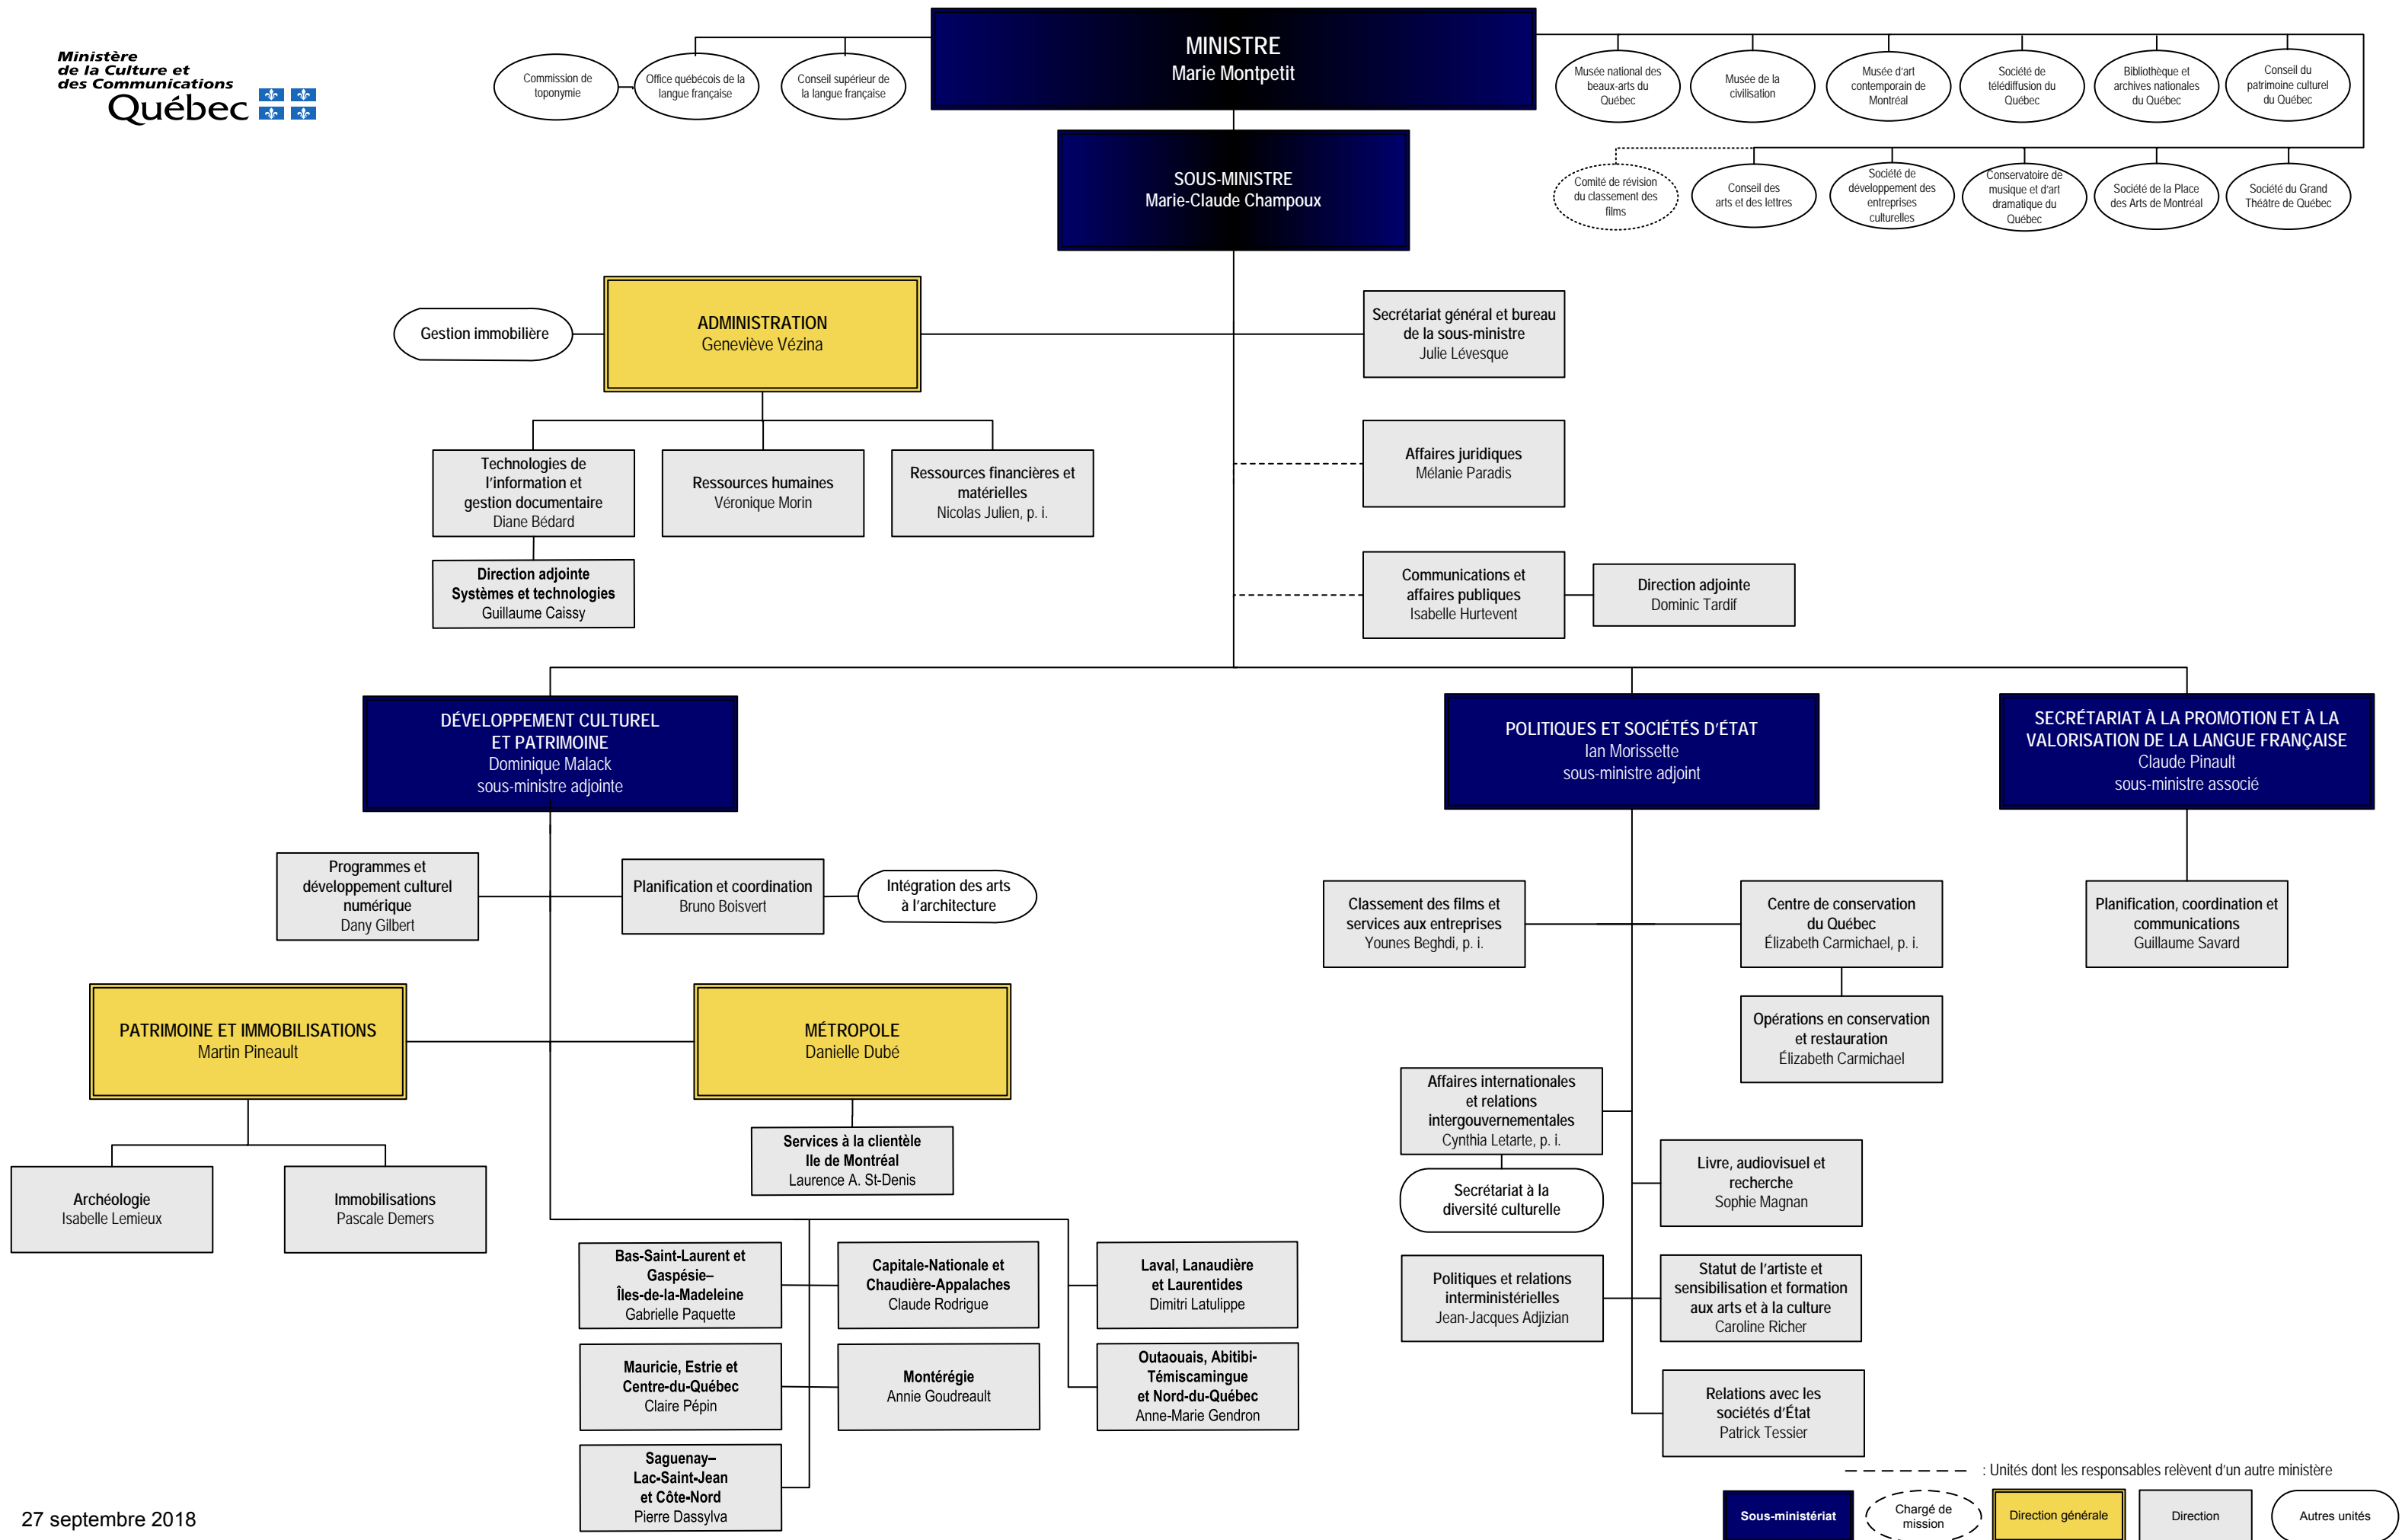 Ministère
de la Culture et
des Communications
Québec
MINISTRE
Marie Montpetit
Commission de
toponymie
Office québécois de la
langue française
Conseil supérieur de
la langue française
Musée national des
beaux-arts du
Québec
Musée de la
civilisation
Musée d'art
contemporain de
Montréal
Société de
télédiffusion du
Québec
Bibliothèque et
archives nationales
du Québec
Conseil du
patrimoine culturel
du Québec
Comité de révision
du classement des
films
Conseil des
arts et des lettres
Société de
développement des
entreprises
culturelles
Conservatoire de
musique et d'art
dramatique du
Québec
Société de la Place
des Arts de Montréal
Société du Grand
Théâtre de Québec
SOUS-MINISTRE
Marie-Claude Champoux
Gestion immobilière
ADMINISTRATION
Geneviève Vézina
Secrétariat général et bureau
de la sous-ministre
Julie Lévesque
Technologies de
l'information et
gestion documentaire
Diane Bédard
Ressources humaines
Véronique Morin
Ressources financières et
matérielles
Nicolas Julien, p. i.
Affaires juridiques
Mélanie Paradis
Direction adjointe
Systèmes et technologies
Guillaume Caissy
Communications et
affaires publiques
Isabelle Hurtevent
Direction adjointe
Dominic Tardif
DÉVELOPPEMENT CULTUREL
ET PATRIMOINE
Dominique Malack
sous-ministre adjointe
POLITIQUES ET SOCIÉTÉS D'ÉTAT
Ian Morissette
sous-ministre adjoint
SECRÉTARIAT À LA PROMOTION ET À LA
VALORISATION DE LA LANGUE FRANÇAISE
Claude Pinault
sous-ministre associé
Programmes et
développement culturel
numérique
Dany Gilbert
Planification et coordination
Bruno Boisvert
Intégration des arts
à l'architecture
Classement des films et
services aux entreprises
Younes Beghdi, p. i.
Centre de conservation
du Québec
Élizabeth Carmichael, p. i.
Planification, coordination et
communications
Guillaume Savard
PATRIMOINE ET IMMOBILISATIONS
Martin Pineault
MÉTROPOLE
Danielle Dubé
Opérations en conservation
et restauration
Élizabeth Carmichael
Archéologie
Isabelle Lemieux
Immobilisations
Pascale Demers
Services à la clientèle
Ile de Montréal
Laurence A. St-Denis
Affaires internationales
et relations
intergouvernementales
Cynthia Letarte, p. i.
Secrétariat à la
diversité culturelle
Livre, audiovisuel et
recherche
Sophie Magnan
Bas-Saint-Laurent et
Gaspésie–
Îles-de-la-Madeleine
Gabrielle Paquette
Capitale-Nationale et
Chaudière-Appalaches
Claude Rodrigue
Laval, Lanaudière
et Laurentides
Dimitri Latulippe
Politiques et relations
interministérielles
Jean-Jacques Adjizian
Statut de l'artiste et
sensibilisation et formation
aux arts et à la culture
Caroline Richer
Mauricie, Estrie et
Centre-du-Québec
Claire Pépin
Montérégie
Annie Goudreault
Outaouais, Abitibi-
Témiscamingue
et Nord-du-Québec
Anne-Marie Gendron
Relations avec les
sociétés d'État
Patrick Tessier
Saguenay–
Lac-Saint-Jean
et Côte-Nord
Pierre Dassylva
: Unités dont les responsables relèvent d'un autre ministère
27 septembre 2018
Sous-ministériat
Chargé de
mission
Direction générale
Direction
Autres unités